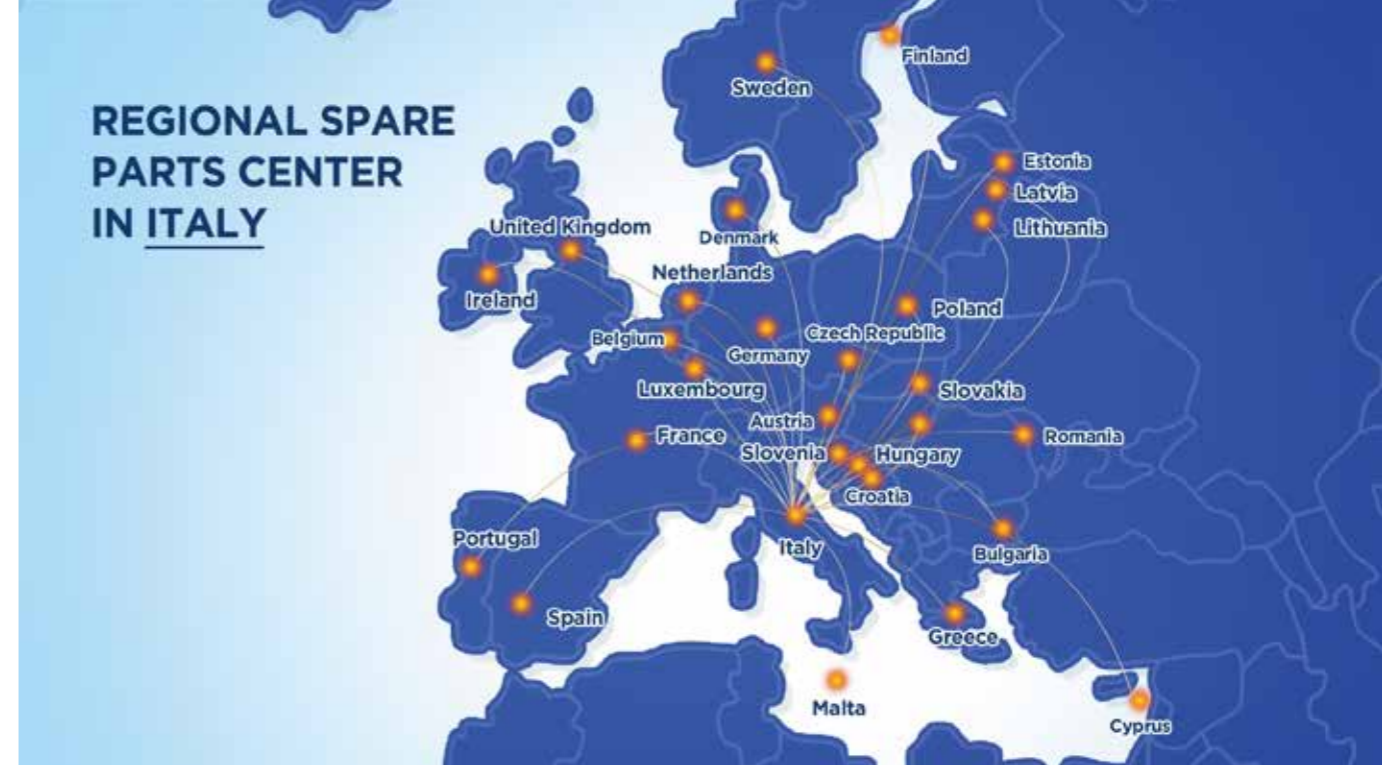 REGIONAL SPARE
PARTS CENTER
IN ITALY
Finland
Sweden
Estonia
Latvia
Lithuania
United Kingdom
Denmark
Netherlands
Ireland
Poland
Belgium
Czech Republic
Germany
Luxembourg
Slovakia
Austria
France
Romania
Slovenia
Hungary
Croatia
Portugal
Italy
Bulgaria
Spain
Greece
Malta
Cyprus